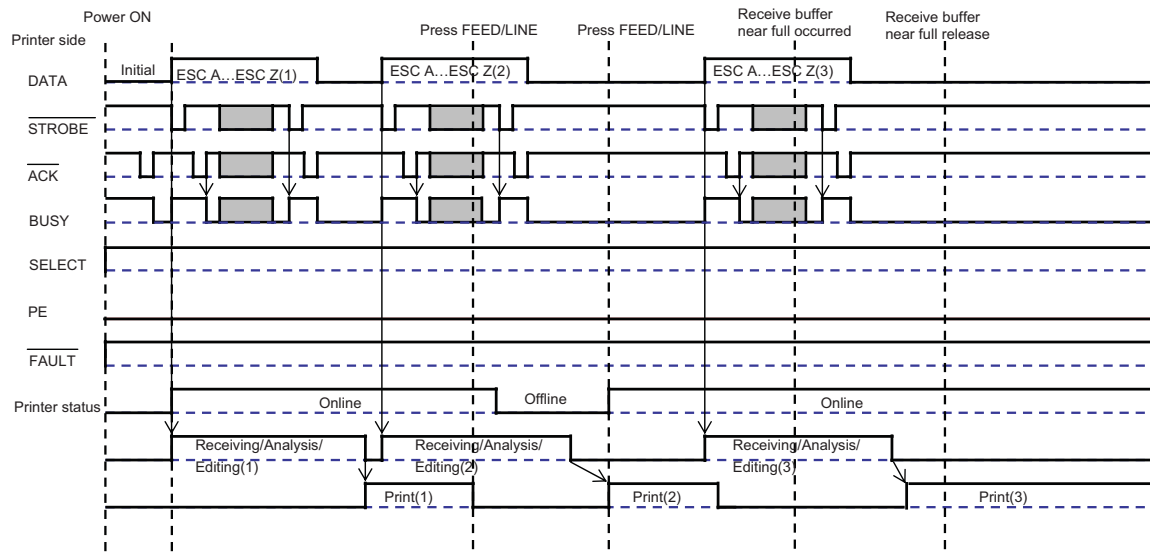 Power ON
Press FEED/LINE
Press FEED/LINE
Receive buffer
near full occurred
Receive buffer
near full release
Printer side
DATA
Initial
ESC A…ESC Z(1)
ESC A…ESC Z(2)
ESC A…ESC Z(3)
STROBE
ACK
BUSY
SELECT
PE
FAULT
Printer status
Online
Offline
Online
Receiving/Analysis/
Editing(1)
Receiving/Analysis/
Editing(2)
Receiving/Analysis/
Editing(3)
Print(1)
Print(2)
Print(3)